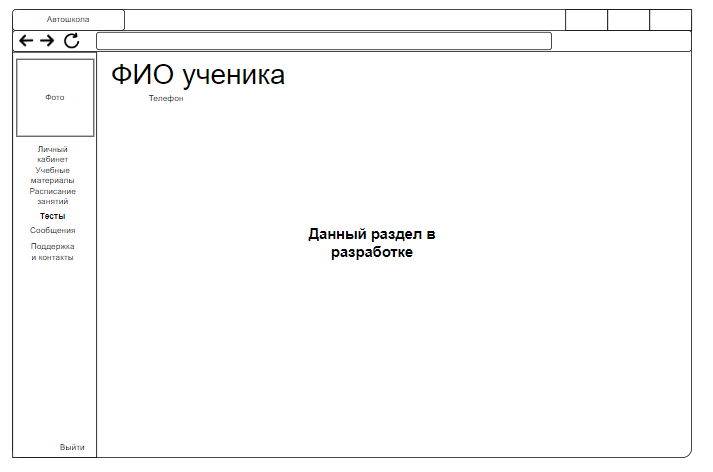 Автошкола
ФИО ученика
Телефон
Фото
Личный
кабинет
Учебные
материалы
Расписание
занятий
Тесты
Сообщения
Поддержка
и контакты
Данный раздел в
разработке
Выйти